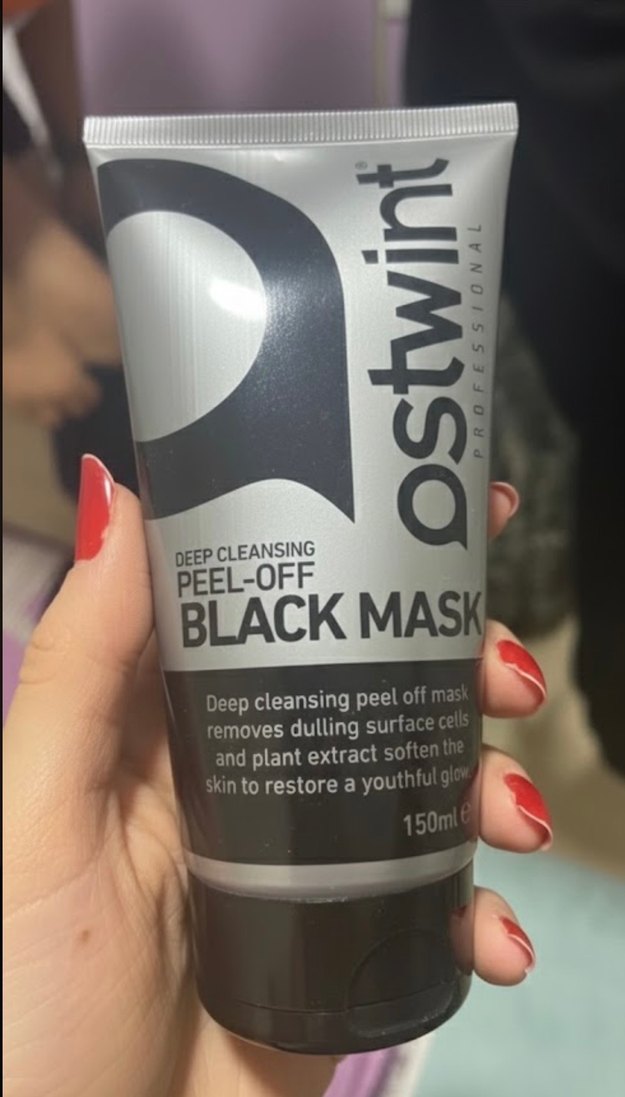 ostwint®
PROFESSIONAL
DEEP CLEANSING
PEEL-OFF
BLACK MASK
Deep cleansing peel off mask
removes dulling surface cells
and plant extract soften the
skin to restore a youthful glow.
150ml e